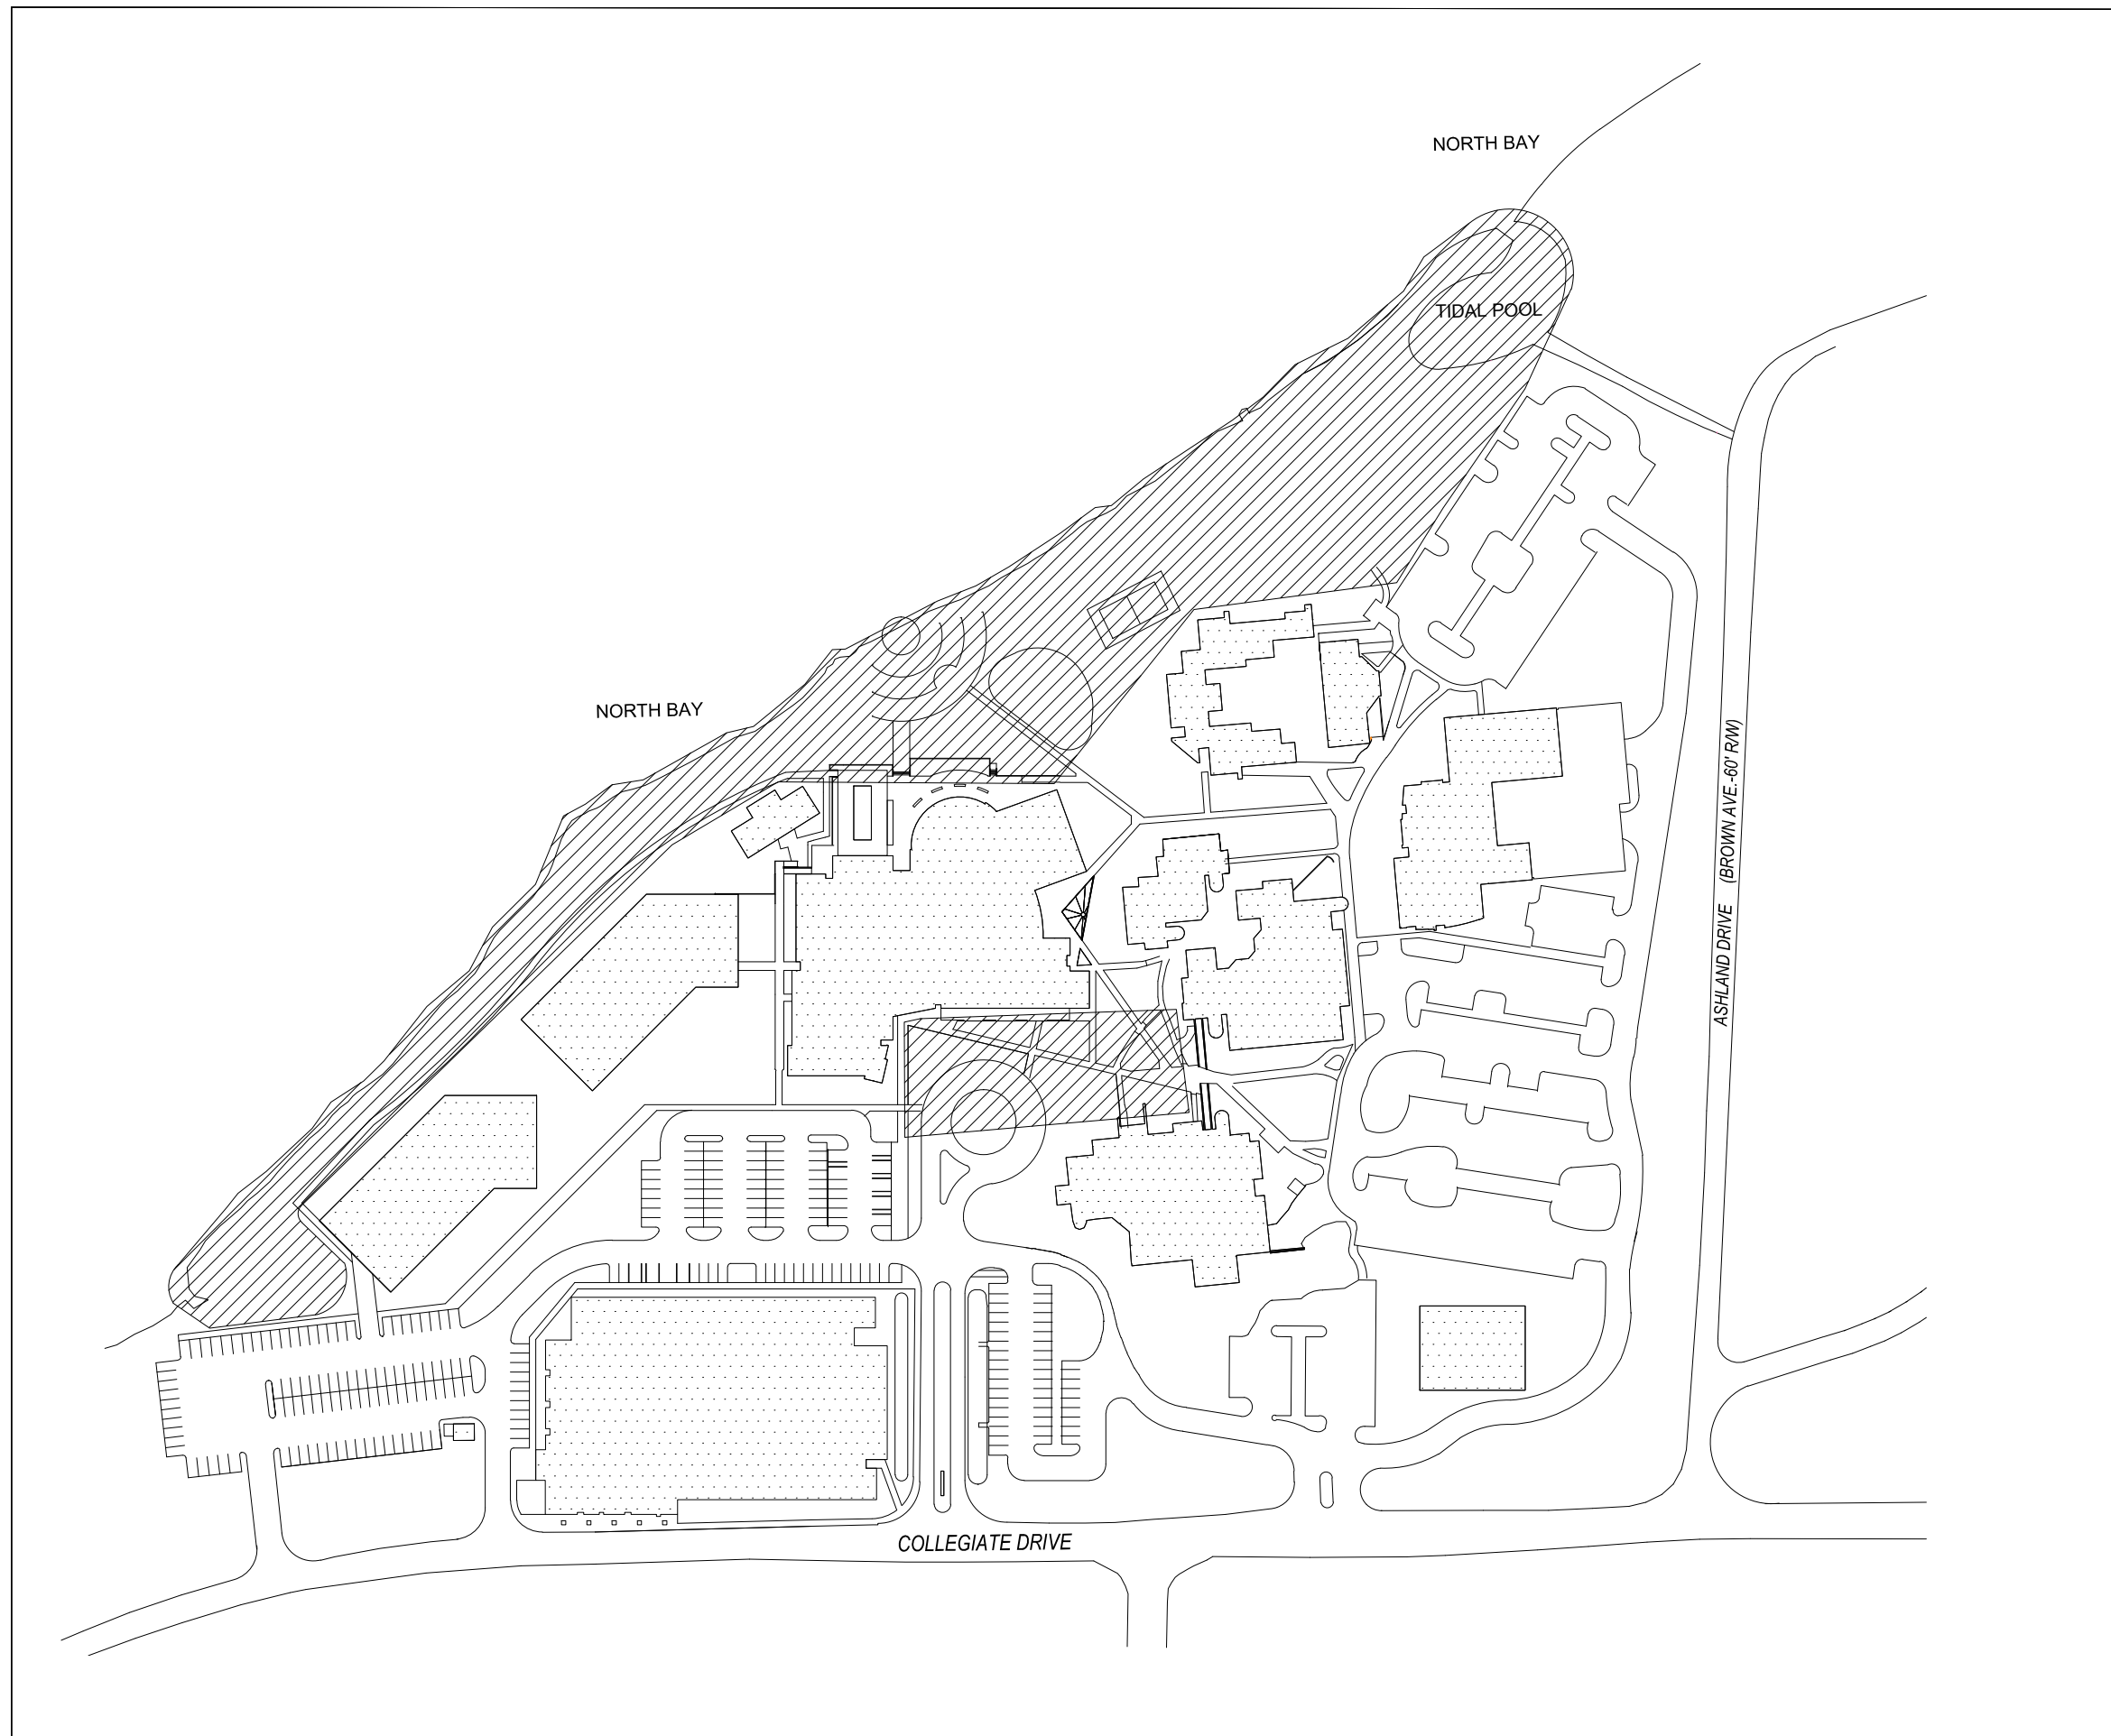 NORTH BAY
TIDAL POOL
NORTH BAY
ASHLAND DRIVE (BROWN AVE.-60' R/W)
COLLEGIATE DRIVE